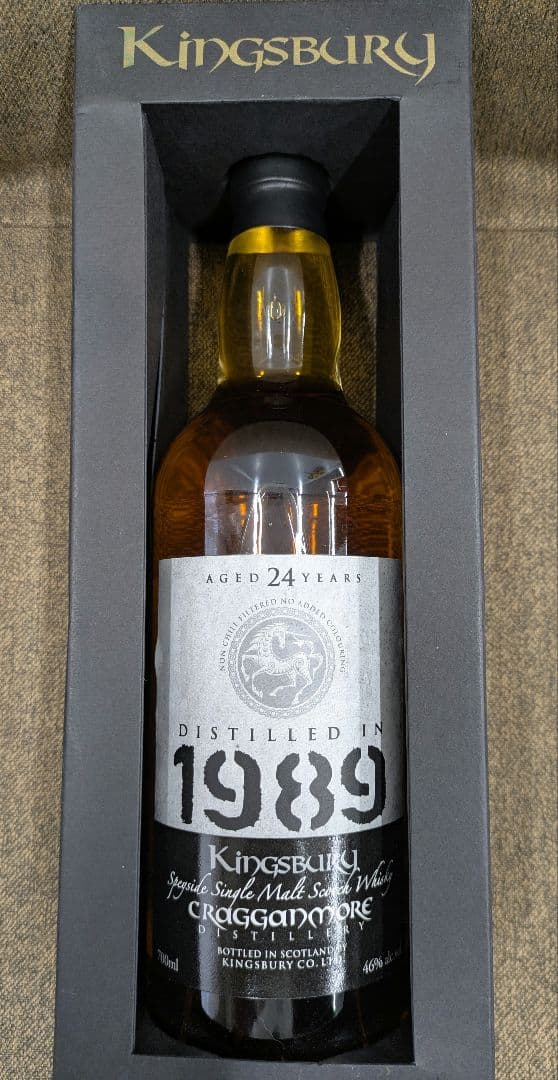 Kingsbury
AGED 24 YEARS
NON CHILL FILTERED NO ADDED COLOURING
DISTILLED IN
1989
Kingsbury
Speyside Single Malt Scotch Whisky
CRAGGANMORE
DISTILLERY
BOTTLED IN SCOTLAND BY
KINGSBURY CO. LTD
700ml
46% alc